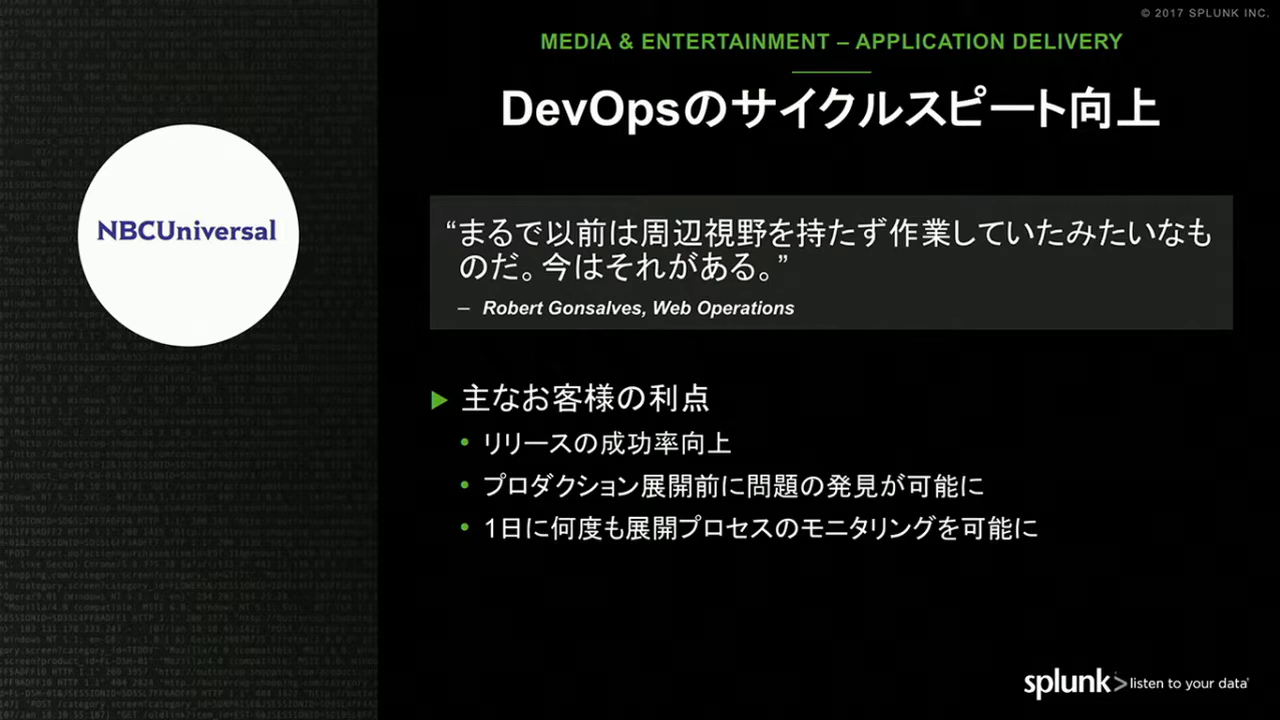 © 2017 SPLUNK INC.
MEDIA & ENTERTAINMENT – APPLICATION DELIVERY
DevOpsのサイクルスピート向上
NBCUniversal
“まるで以前は周辺視野を持たず作業していたみたいなも
のだ。今はそれがある。”
– Robert Gonsalves, Web Operations
主なお客様の利点
• リリースの成功率向上
• プロダクション展開前に問題の発見が可能に
• 1日に何度も展開プロセスのモニタリングを可能に
splunk> listen to your data